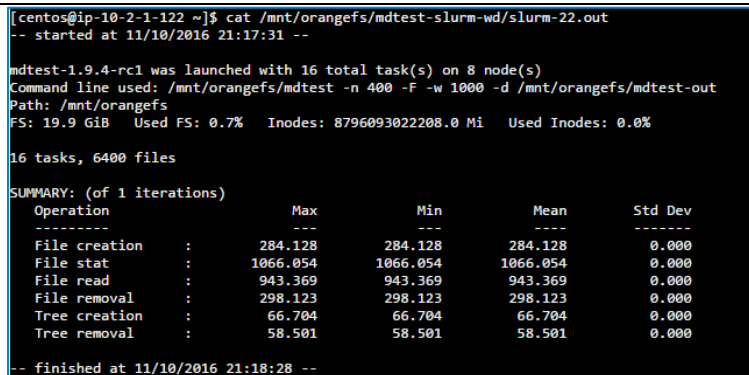 [centos@ip-10-2-1-122 ~]$ cat /mnt/orangefs/mdtest-slurm-wd/slurm-22.out
-- started at 11/10/2016 21:17:31 --
mdtest-1.9.4-rc1 was launched with 16 total task(s) on 8 node(s)
Command line used: /mnt/orangefs/mdtest -n 400 -F -w 1000 -d /mnt/orangefs/mdtest-out
Path: /mnt/orangefs
FS: 19.9 GiB   Used FS: 0.7%   Inodes: 8796093022208.0 Mi   Used Inodes: 0.0%
16 tasks, 6400 files
SUMMARY: (of 1 iterations)
   Operation                      Max            Min           Mean        Std Dev
   ---------                      ---            ---           ----        -------
   File creation     :        284.128        284.128        284.128          0.000
   File stat         :       1066.054       1066.054       1066.054          0.000
   File read         :        943.369        943.369        943.369          0.000
   File removal      :        298.123        298.123        298.123          0.000
   Tree creation     :         66.704         66.704         66.704          0.000
   Tree removal      :         58.501         58.501         58.501          0.000
-- finished at 11/10/2016 21:18:28 --